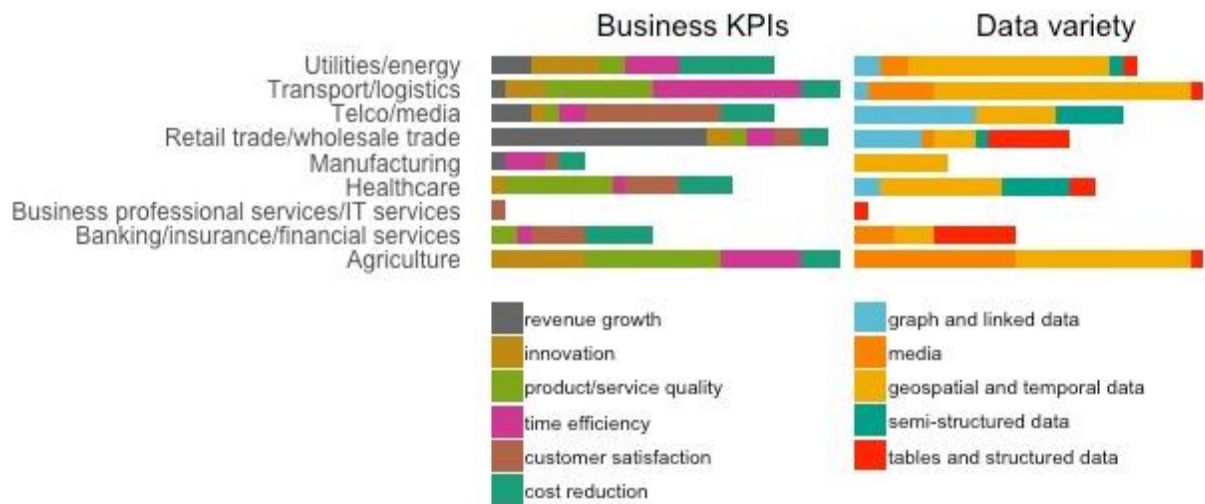 Business KPIs
Data variety
Utilities/energy
Transport/logistics
Telco/media
Retail trade/wholesale trade
Manufacturing
Healthcare
Business professional services/IT services
Banking/insurance/financial services
Agriculture
revenue growth
innovation
product/service quality
time efficiency
customer satisfaction
cost reduction
graph and linked data
media
geospatial and temporal data
semi-structured data
tables and structured data